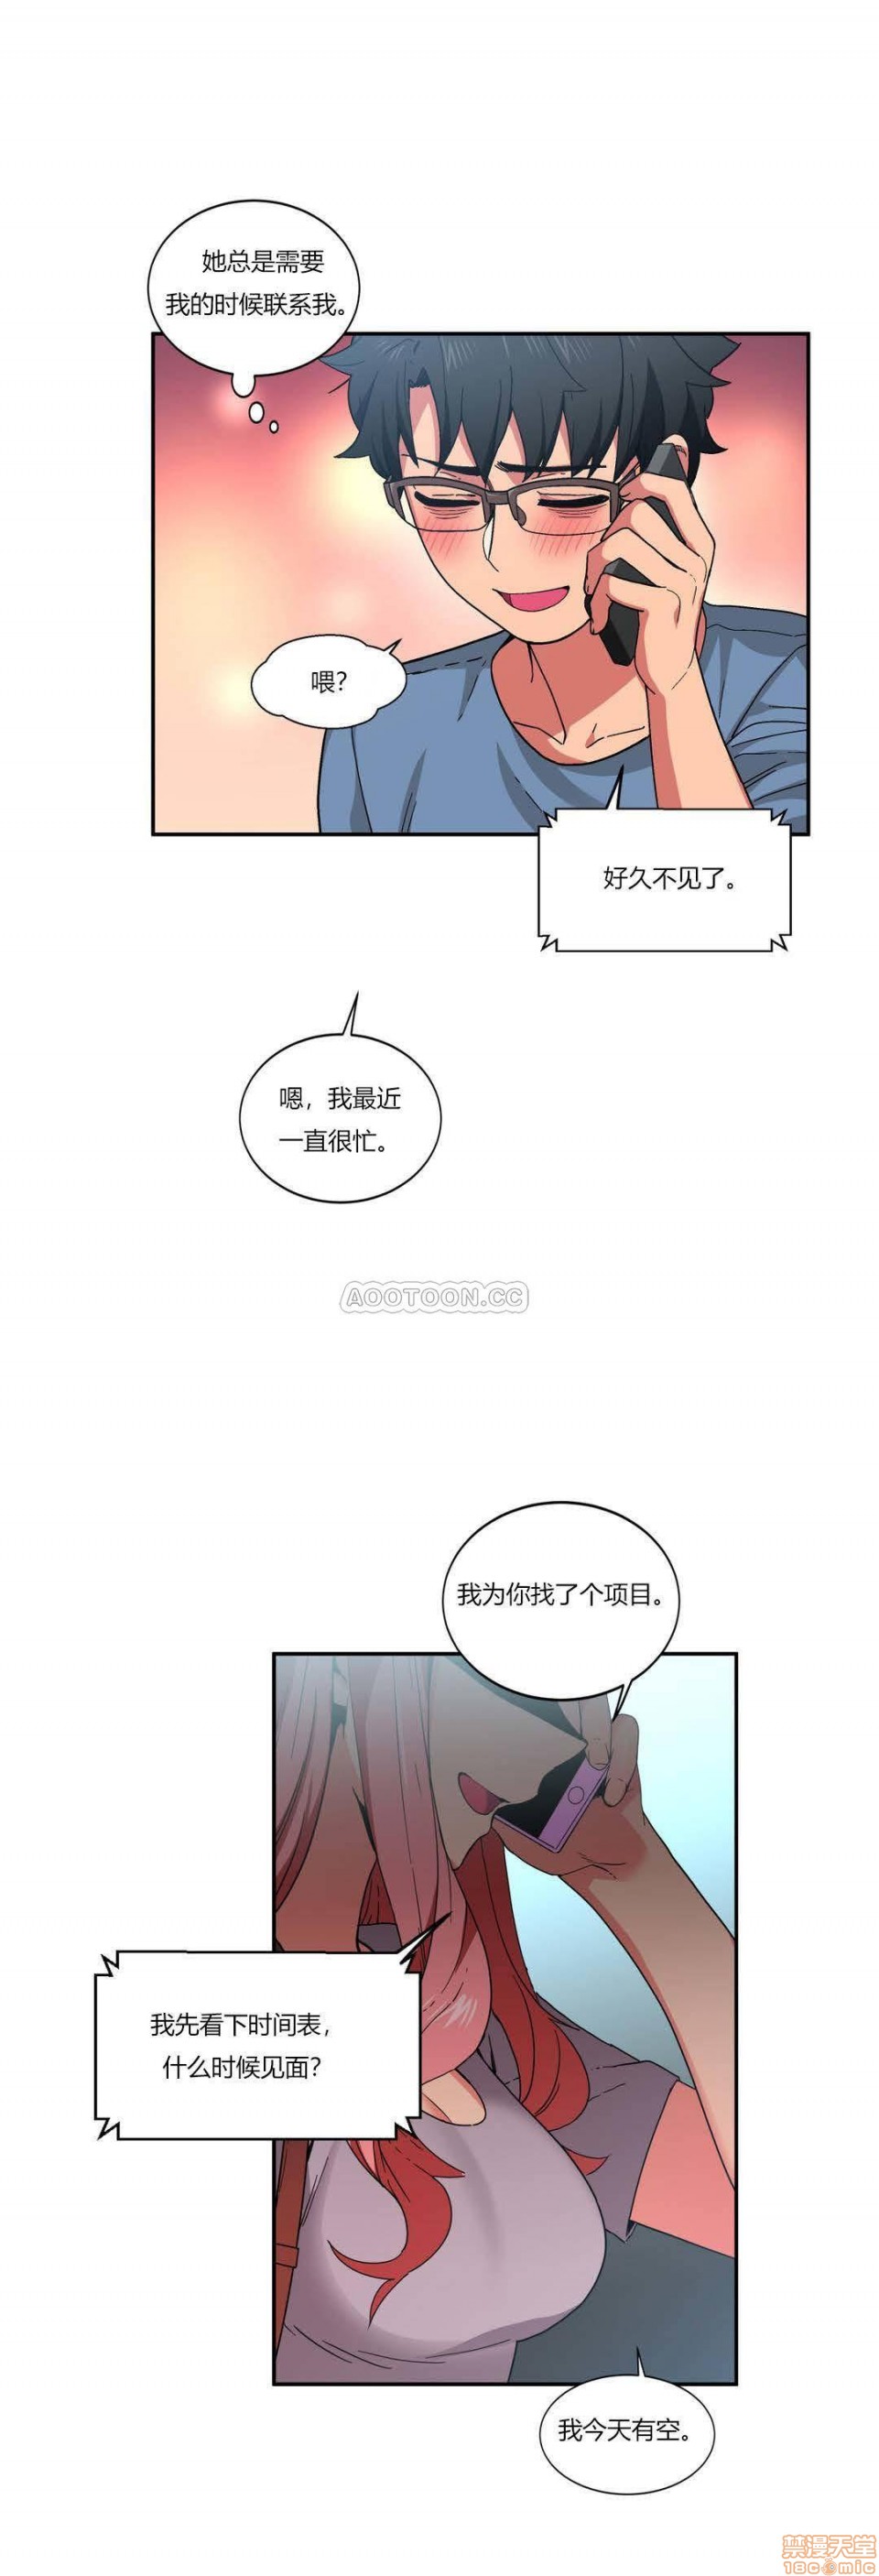 她总是需要
我的时候联系我。
喂?
好久不见了。
嗯，我最近
一直很忙。
AOOTOON.CC
我为你找了个项目。
我先看下时间表，
什么时候见面?
我今天有空。
禁漫天堂
18comic